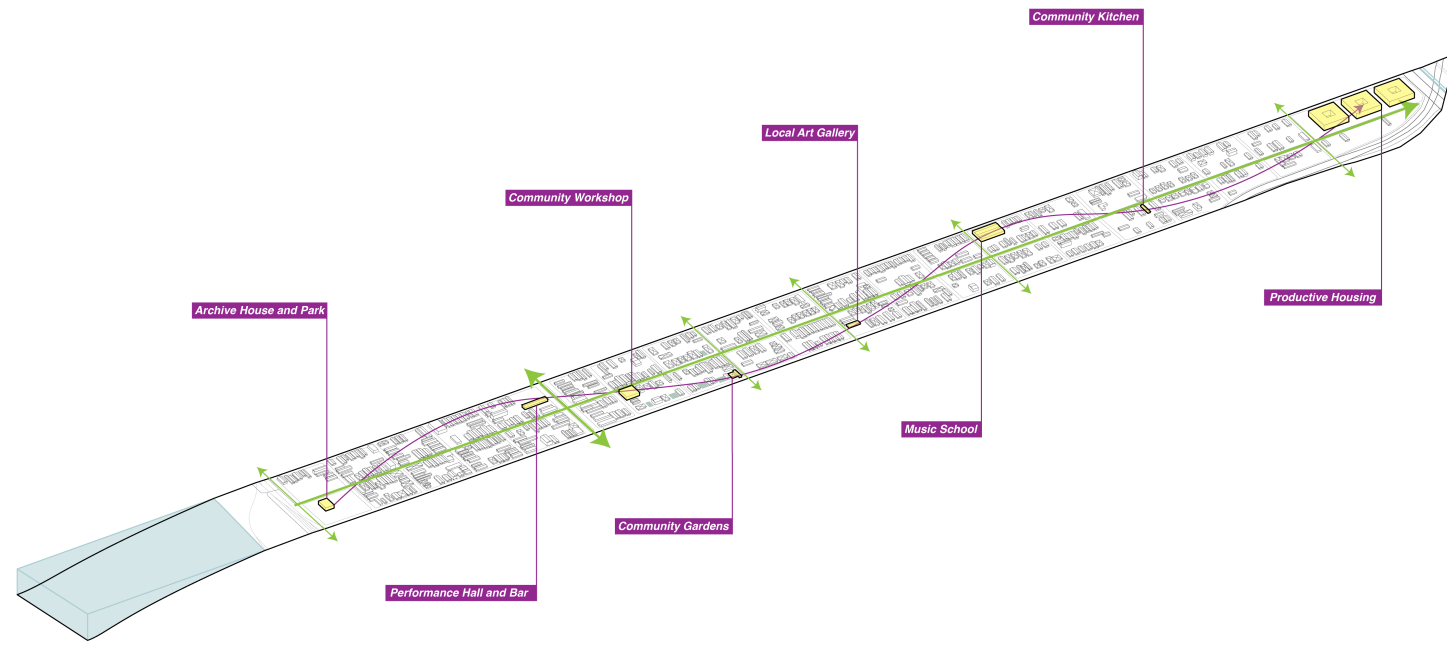 Community Kitchen
Local Art Gallery
Community Workshop
Productive Housing
Archive House and Park
Music School
Community Gardens
Performance Hall and Bar